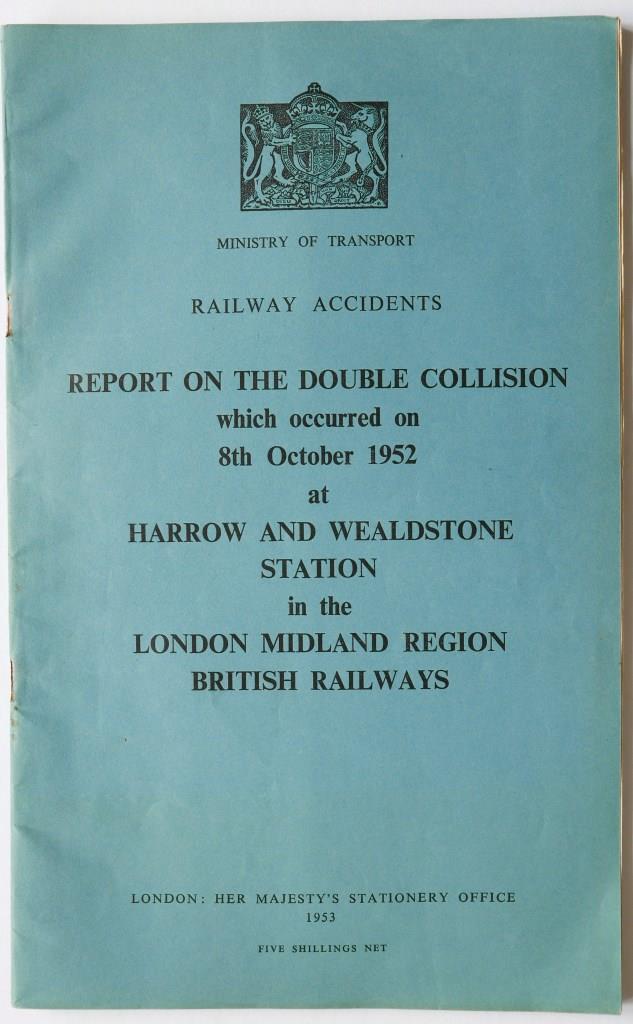 MINISTRY OF TRANSPORT
RAILWAY ACCIDENTS
REPORT ON THE DOUBLE COLLISION
which occurred on
8th October 1952
at
HARROW AND WEALDSTONE
STATION
in the
LONDON MIDLAND REGION
BRITISH RAILWAYS
LONDON: HER MAJESTY'S STATIONERY OFFICE
1953
FIVE SHILLINGS NET